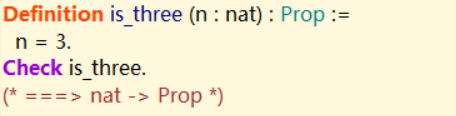 Definition is_three (n : nat) : Prop :=
n = 3.
Check is_three.
(* ===> nat -> Prop *)